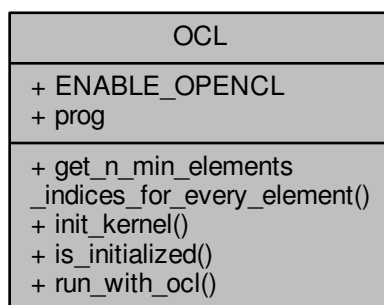 OCL
+ ENABLE_OPENCL
+ prog
+ get_n_min_elements
_indices_for_every_element()
+ init_kernel()
+ is_initialized()
+ run_with_ocl()